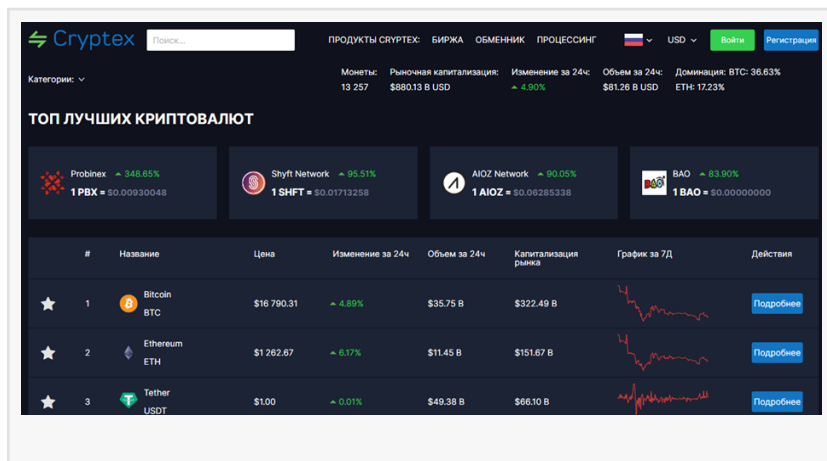 Cryptex
Поиск...
ПРОДУКТЫ CRYPTEX: БИРЖА ОБМЕННИК ПРОЦЕССИНГ
USD
Войти
Регистрация
Категории:
Монеты: Рыночная капитализация: Изменение за 24ч: Объем за 24ч: Доминация: BTC: 36.63%
13 257 $880.13 B USD 4.90% $81.26 B USD ETH: 17.23%
ТОП ЛУЧШИХ КРИПТОВАЛЮТ
Probinex 348.65%
1 PBX = $0.00930048
Shyft Network 95.51%
1 SHFT = $0.01713258
AIOZ Network 90.05%
1 AIOZ = $0.06285338
BAO
BAO 83.90%
1 BAO = $0.00000000
# Название Цена Изменение за 24ч Объем за 24ч Капитализация рынка График за 7Д Действия
1 Bitcoin BTC $16 790.31 4.89% $35.75 B $322.49 B Подробнее
2 Ethereum ETH $1 262.67 6.17% $11.45 B $151.67 B Подробнее
3 Tether USDT $1.00 0.01% $49.38 B $66.10 B Подробнее